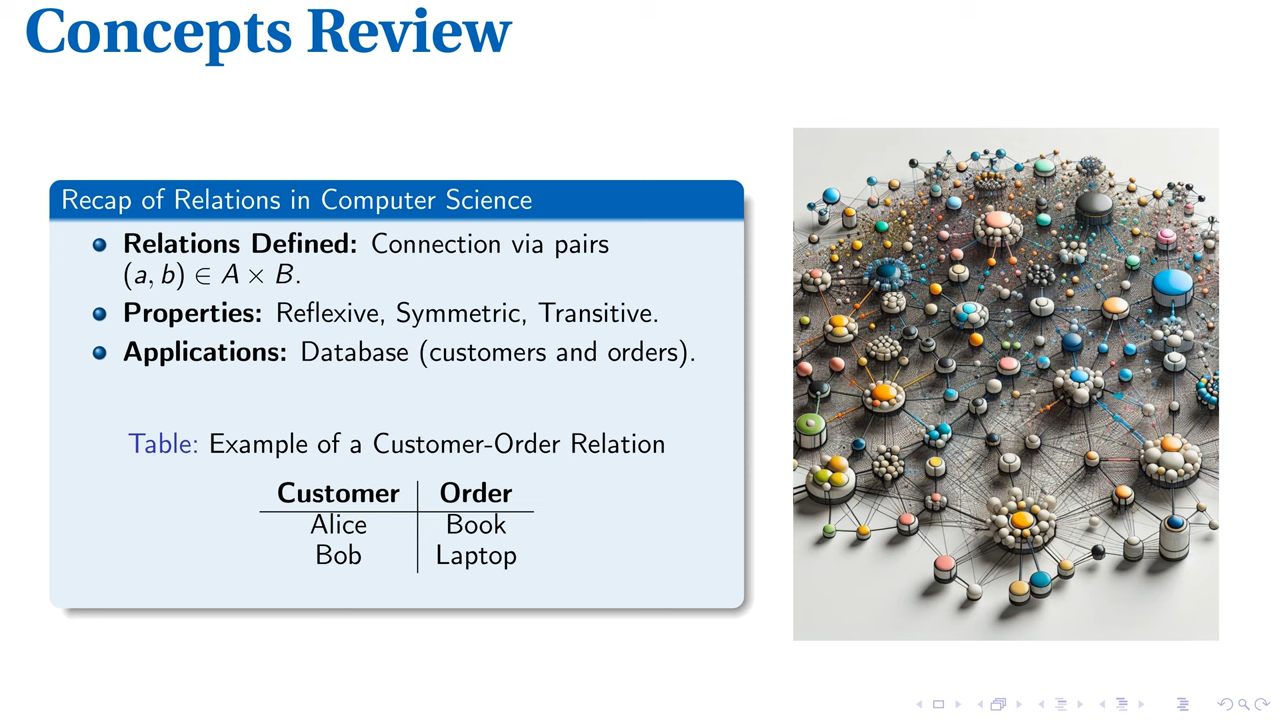 Concepts Review
Recap of Relations in Computer Science
Relations Defined: Connection via pairs
(a, b) ∈ A × B.
Properties: Reflexive, Symmetric, Transitive.
Applications: Database (customers and orders).
Table: Example of a Customer-Order Relation
Customer Order
Alice Book
Bob Laptop